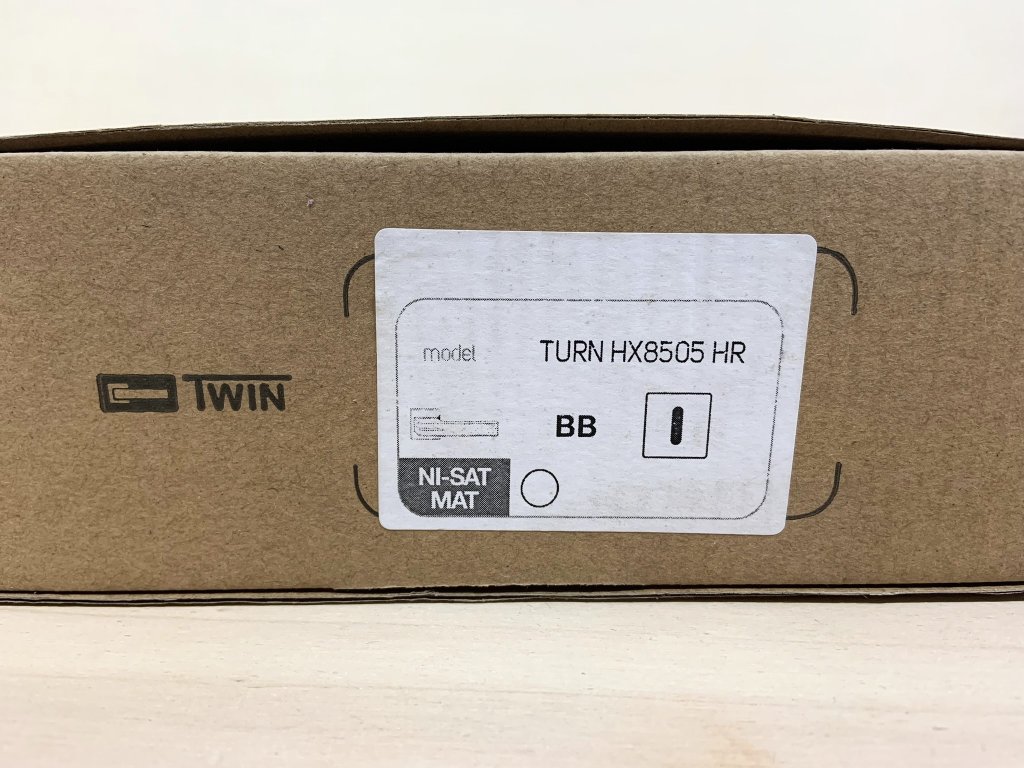 TWIN
model
TURN HX8505 HR
BB
NI-SAT
MAT